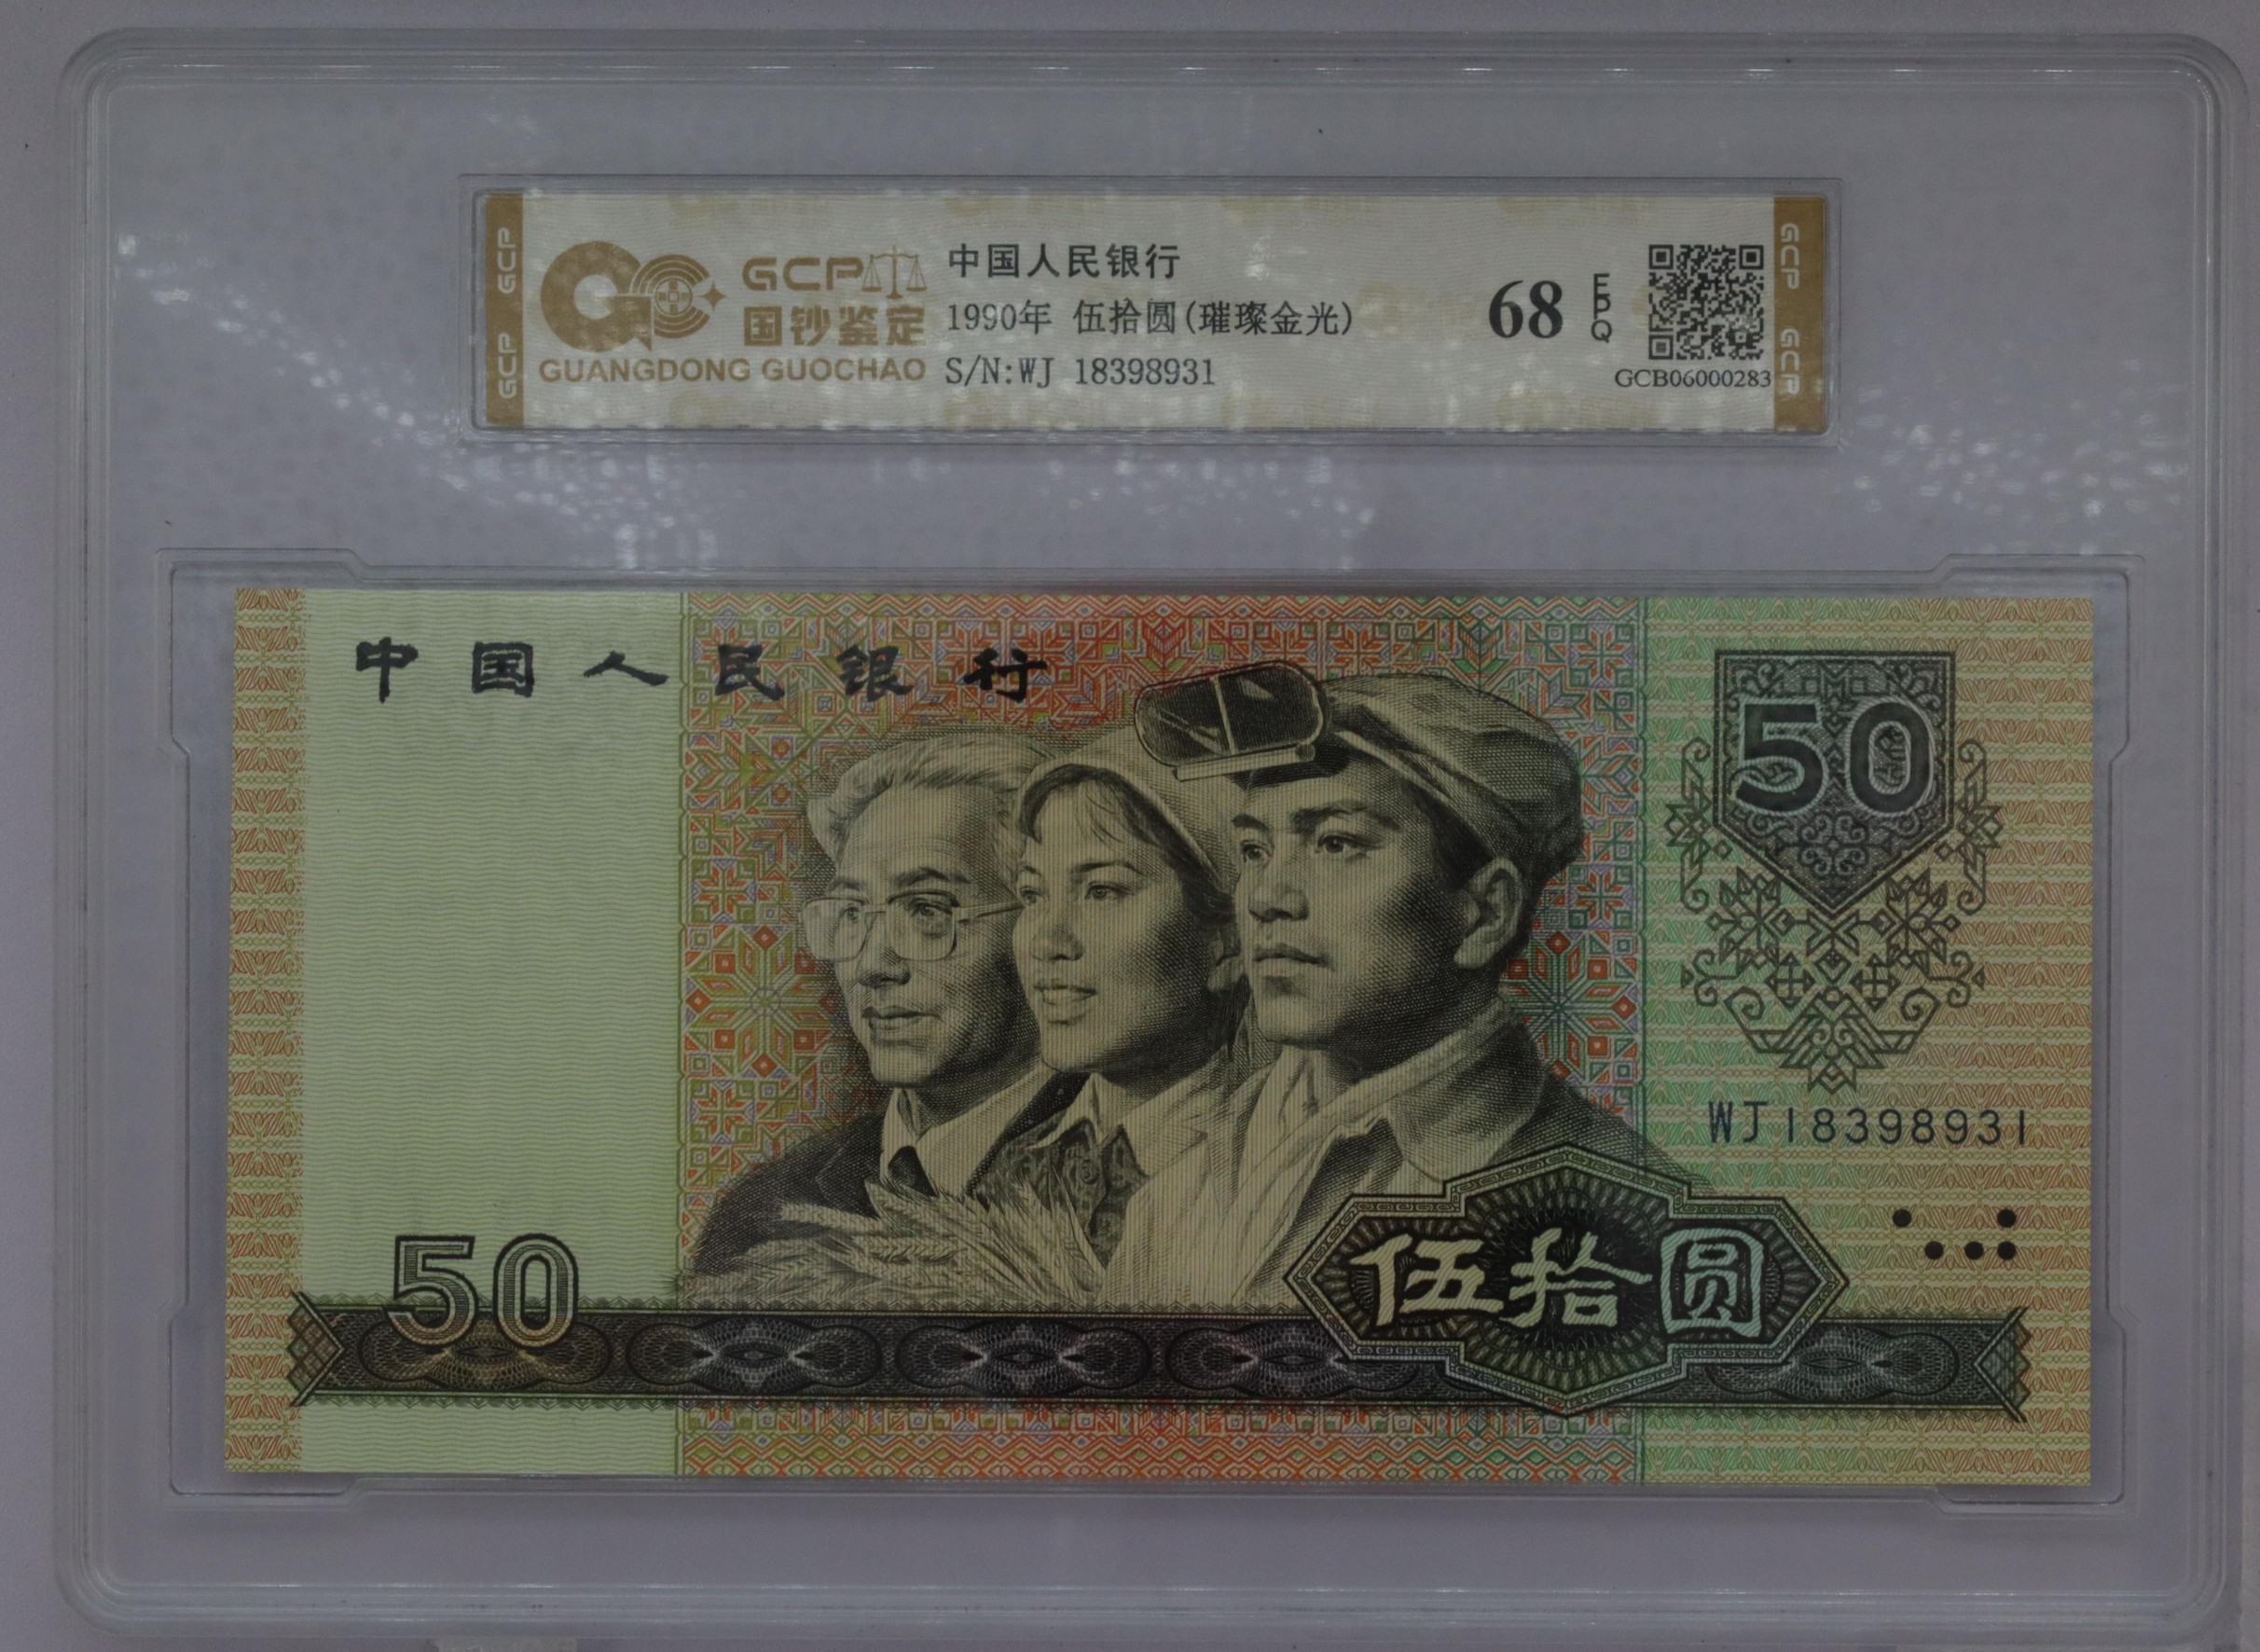 GCP GCP
GCP
国钞鉴定
GUANGDONG GUOCHAO
中国人民银行
1990年 伍拾圆(璀璨金光)
S/N:WJ 18398931
68 EPQ
GCB06000283
GCP GCP
中国人民银行
50
WJ18398931
50
伍拾圆